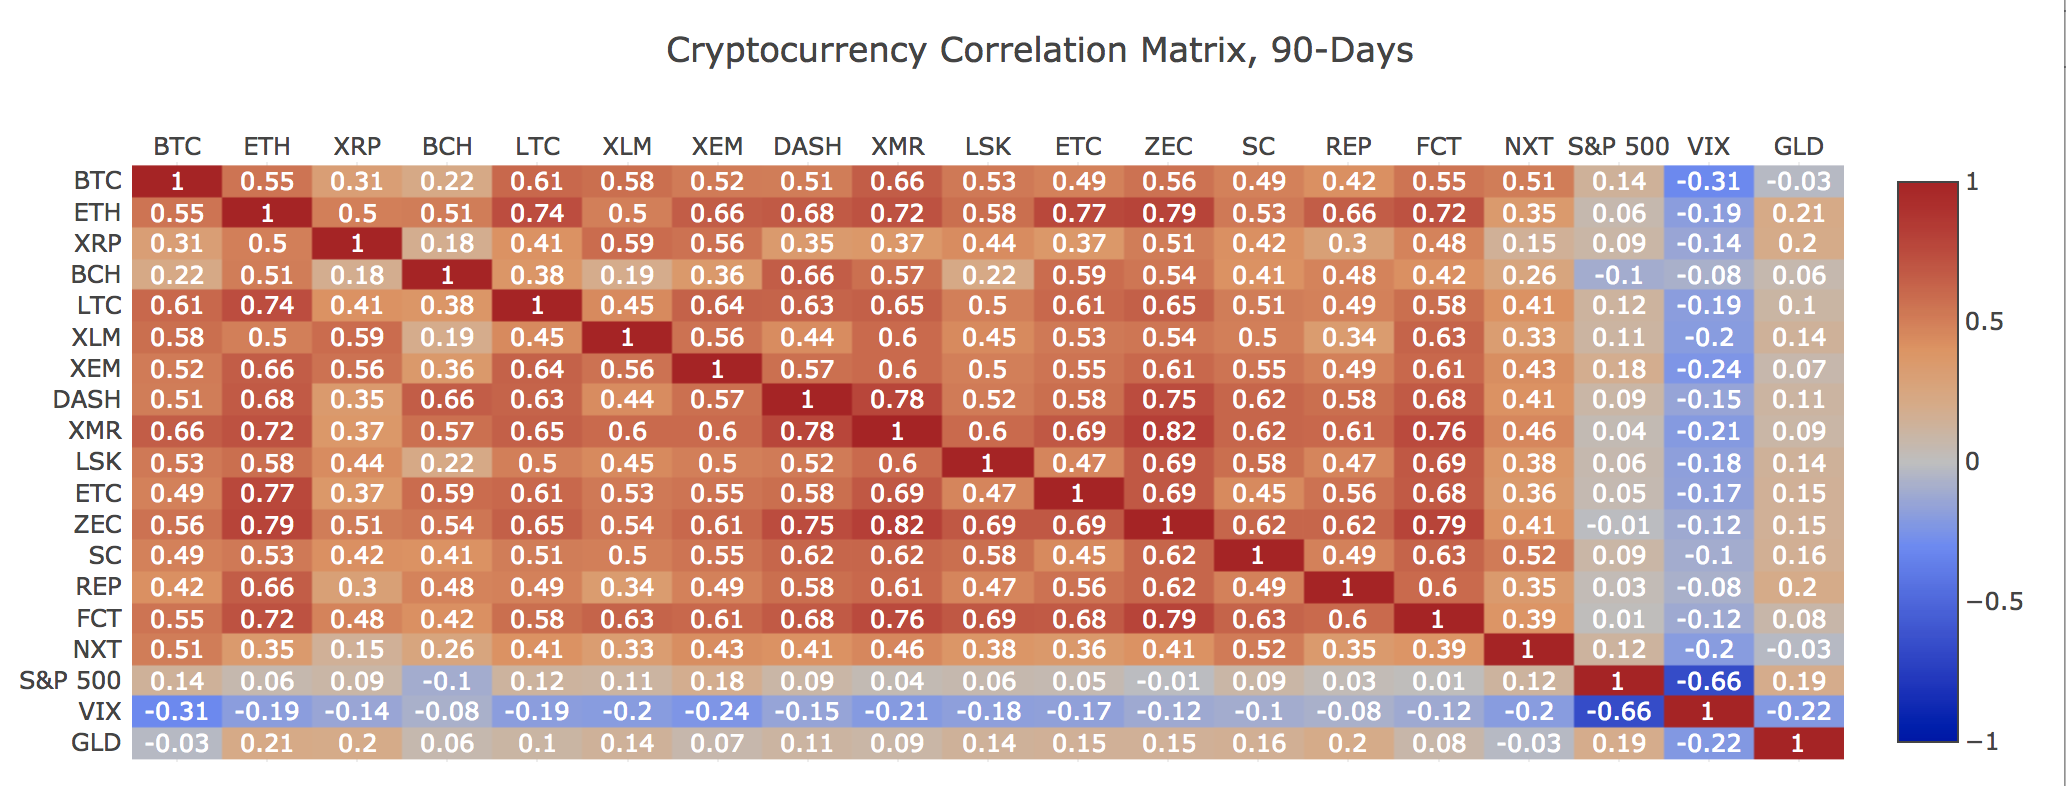 Cryptocurrency Correlation Matrix, 90-Days
BTC ETH XRP BCH LTC XLM XEM DASH XMR LSK ETC ZEC SC REP FCT NXT S&P 500 VIX GLD
BTC 1 0.55 0.31 0.22 0.61 0.58 0.52 0.51 0.66 0.53 0.49 0.56 0.49 0.42 0.55 0.51 0.14 -0.31 -0.03
ETH 0.55 1 0.5 0.51 0.74 0.5 0.66 0.68 0.72 0.58 0.77 0.79 0.53 0.66 0.72 0.35 0.06 -0.19 0.21
XRP 0.31 0.5 1 0.18 0.41 0.59 0.56 0.35 0.37 0.44 0.37 0.51 0.42 0.3 0.48 0.15 0.09 -0.14 0.2
BCH 0.22 0.51 0.18 1 0.38 0.19 0.36 0.66 0.57 0.22 0.59 0.54 0.41 0.48 0.42 0.26 -0.1 -0.08 0.06
LTC 0.61 0.74 0.41 0.38 1 0.45 0.64 0.63 0.65 0.5 0.61 0.65 0.51 0.49 0.58 0.41 0.12 -0.19 0.1
XLM 0.58 0.5 0.59 0.19 0.45 1 0.56 0.44 0.6 0.45 0.53 0.54 0.5 0.34 0.63 0.33 0.11 -0.2 0.14
XEM 0.52 0.66 0.56 0.36 0.64 0.56 1 0.57 0.6 0.5 0.55 0.61 0.55 0.49 0.61 0.43 0.18 -0.24 0.07
DASH 0.51 0.68 0.35 0.66 0.63 0.44 0.57 1 0.78 0.52 0.58 0.75 0.62 0.58 0.68 0.41 0.09 -0.15 0.11
XMR 0.66 0.72 0.37 0.57 0.65 0.6 0.6 0.78 1 0.6 0.69 0.82 0.62 0.61 0.76 0.46 0.04 -0.21 0.09
LSK 0.53 0.58 0.44 0.22 0.5 0.45 0.5 0.52 0.6 1 0.47 0.69 0.58 0.47 0.69 0.38 0.06 -0.18 0.14
ETC 0.49 0.77 0.37 0.59 0.61 0.53 0.55 0.58 0.69 0.47 1 0.69 0.45 0.56 0.68 0.36 0.05 -0.17 0.15
ZEC 0.56 0.79 0.51 0.54 0.65 0.54 0.61 0.75 0.82 0.69 0.69 1 0.62 0.62 0.79 0.41 -0.01 -0.12 0.15
SC 0.49 0.53 0.42 0.41 0.51 0.5 0.55 0.62 0.62 0.58 0.45 0.62 1 0.49 0.63 0.52 0.09 -0.1 0.16
REP 0.42 0.66 0.3 0.48 0.49 0.34 0.49 0.58 0.61 0.47 0.56 0.62 0.49 1 0.6 0.35 0.03 -0.08 0.2
FCT 0.55 0.72 0.48 0.42 0.58 0.63 0.61 0.68 0.76 0.69 0.68 0.79 0.63 0.6 1 0.39 0.01 -0.12 0.08
NXT 0.51 0.35 0.15 0.26 0.41 0.33 0.43 0.41 0.46 0.38 0.36 0.41 0.52 0.35 0.39 1 0.12 -0.2 -0.03
S&P 500 0.14 0.06 0.09 -0.1 0.12 0.11 0.18 0.09 0.04 0.06 0.05 -0.01 0.09 0.03 0.01 0.12 1 -0.66 0.19
VIX -0.31 -0.19 -0.14 -0.08 -0.19 -0.2 -0.24 -0.15 -0.21 -0.18 -0.17 -0.12 -0.1 -0.08 -0.12 -0.2 -0.66 1 -0.22
GLD -0.03 0.21 0.2 0.06 0.1 0.14 0.07 0.11 0.09 0.14 0.15 0.15 0.16 0.2 0.08 -0.03 0.19 -0.22 1
1
0.5
0
−0.5
−1